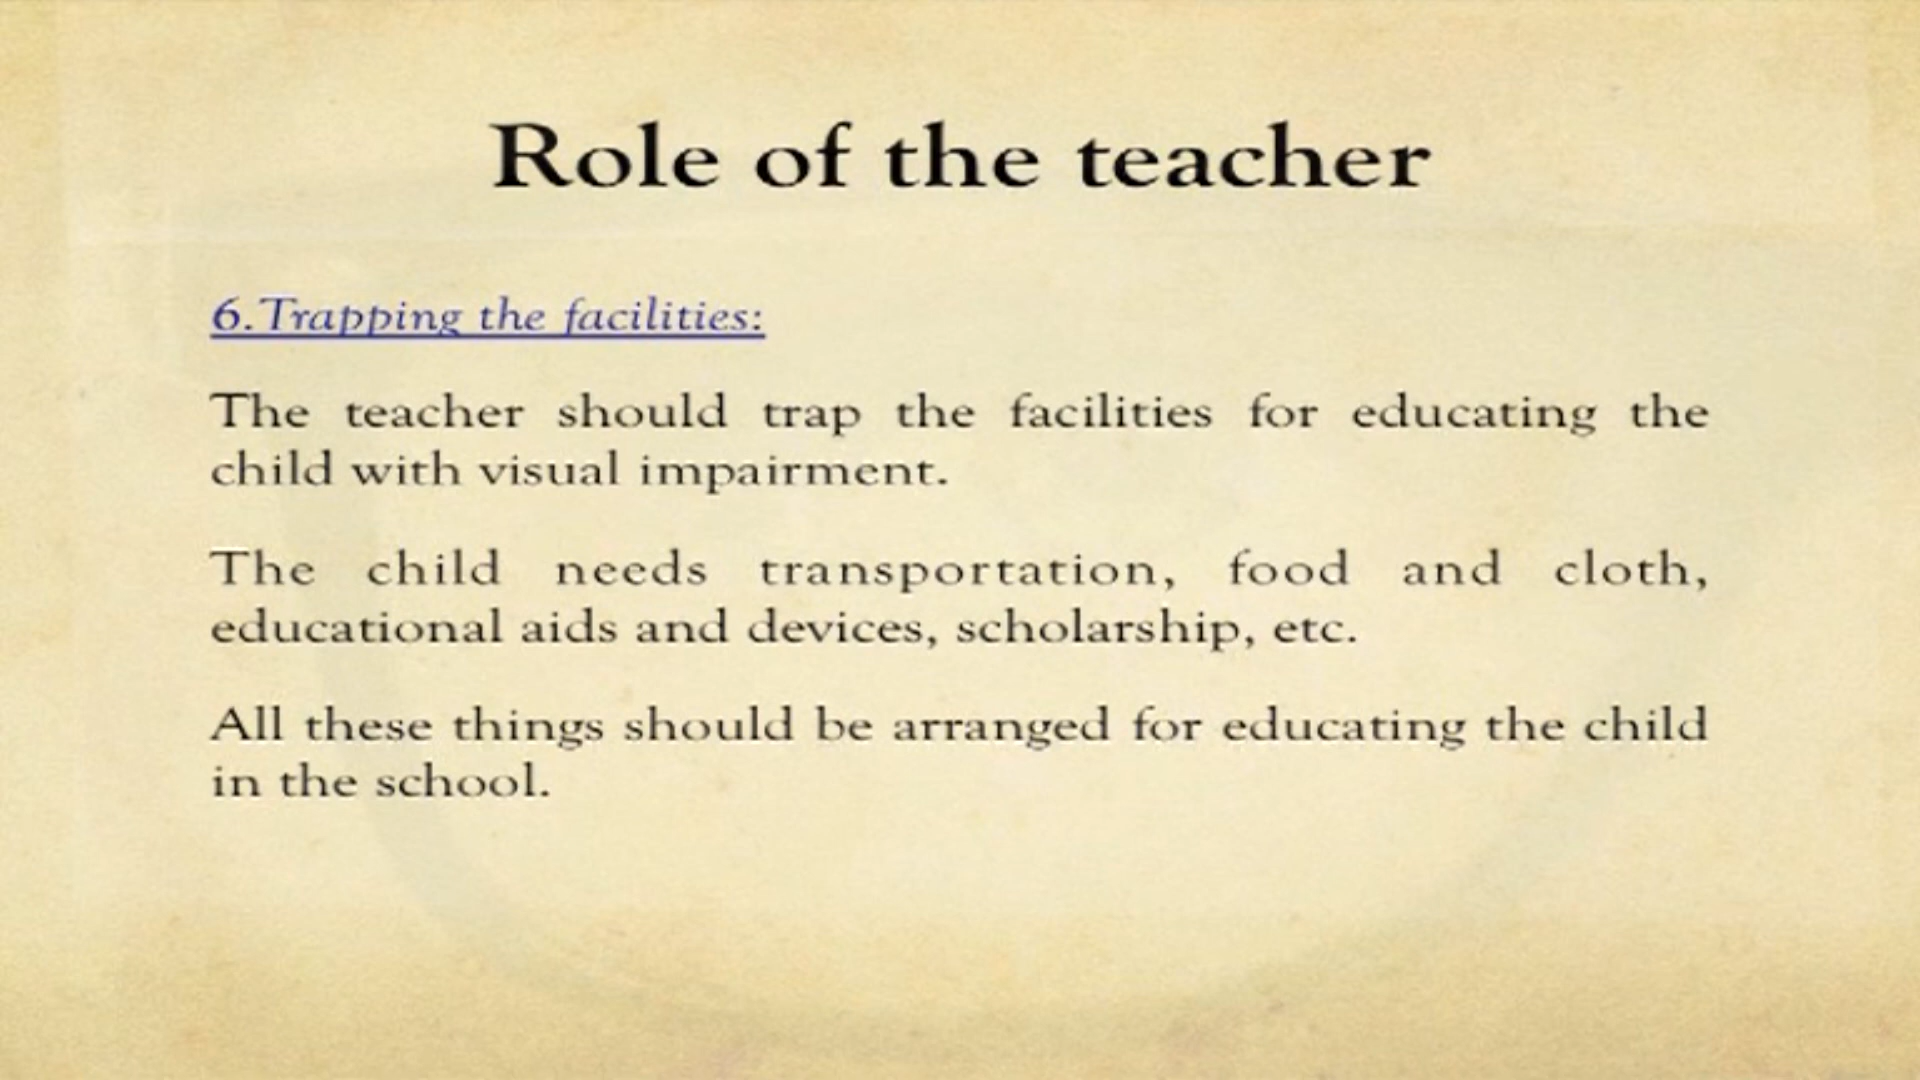 Role of the teacher
6.Trapping the facilities:
The teacher should trap the facilities for educating the
child with visual impairment.
The child needs transportation, food and cloth,
educational aids and devices, scholarship, etc.
All these things should be arranged for educating the child
in the school.